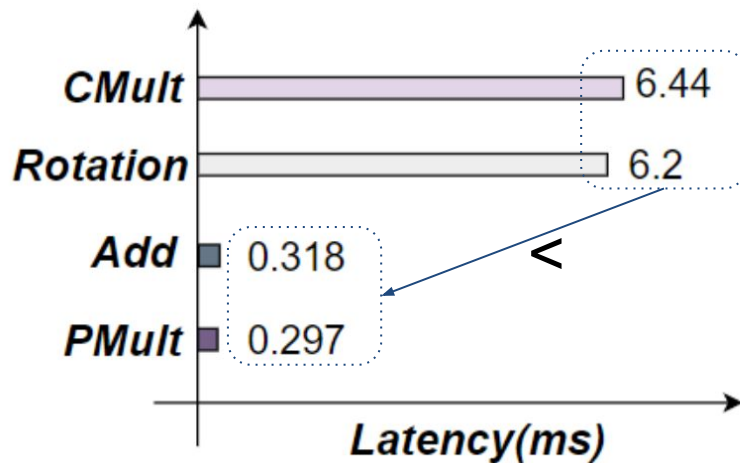 CMult 6.44
Rotation 6.2
Add 0.318
<
PMult 0.297
Latency(ms)